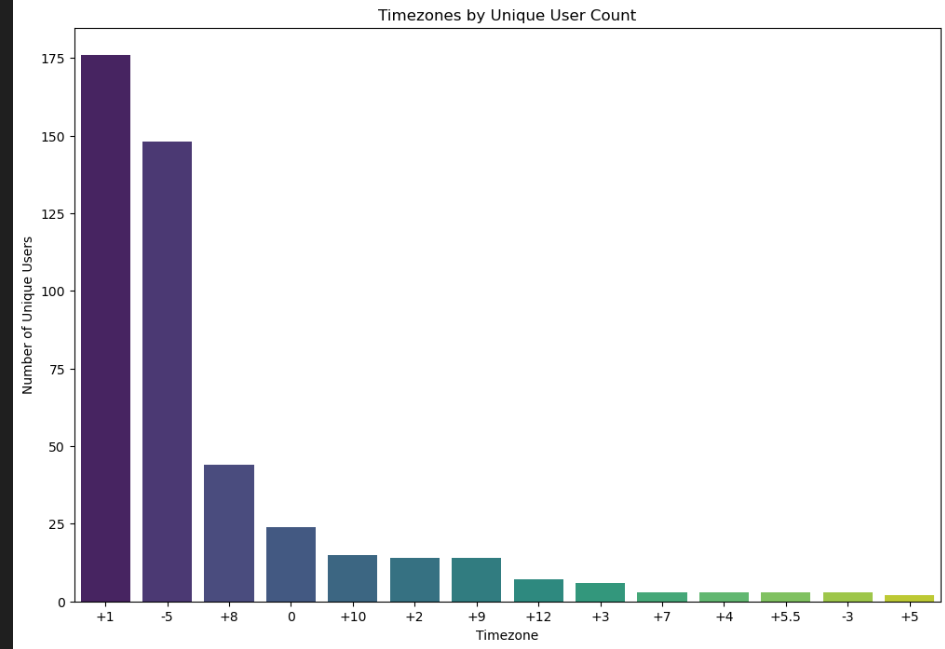 Timezones by Unique User Count
Number of Unique Users
175
150
125
100
75
50
25
0
+1 -5 +8 0 +10 +2 +9 +12 +3 +7 +4 +5.5 -3 +5
Timezone